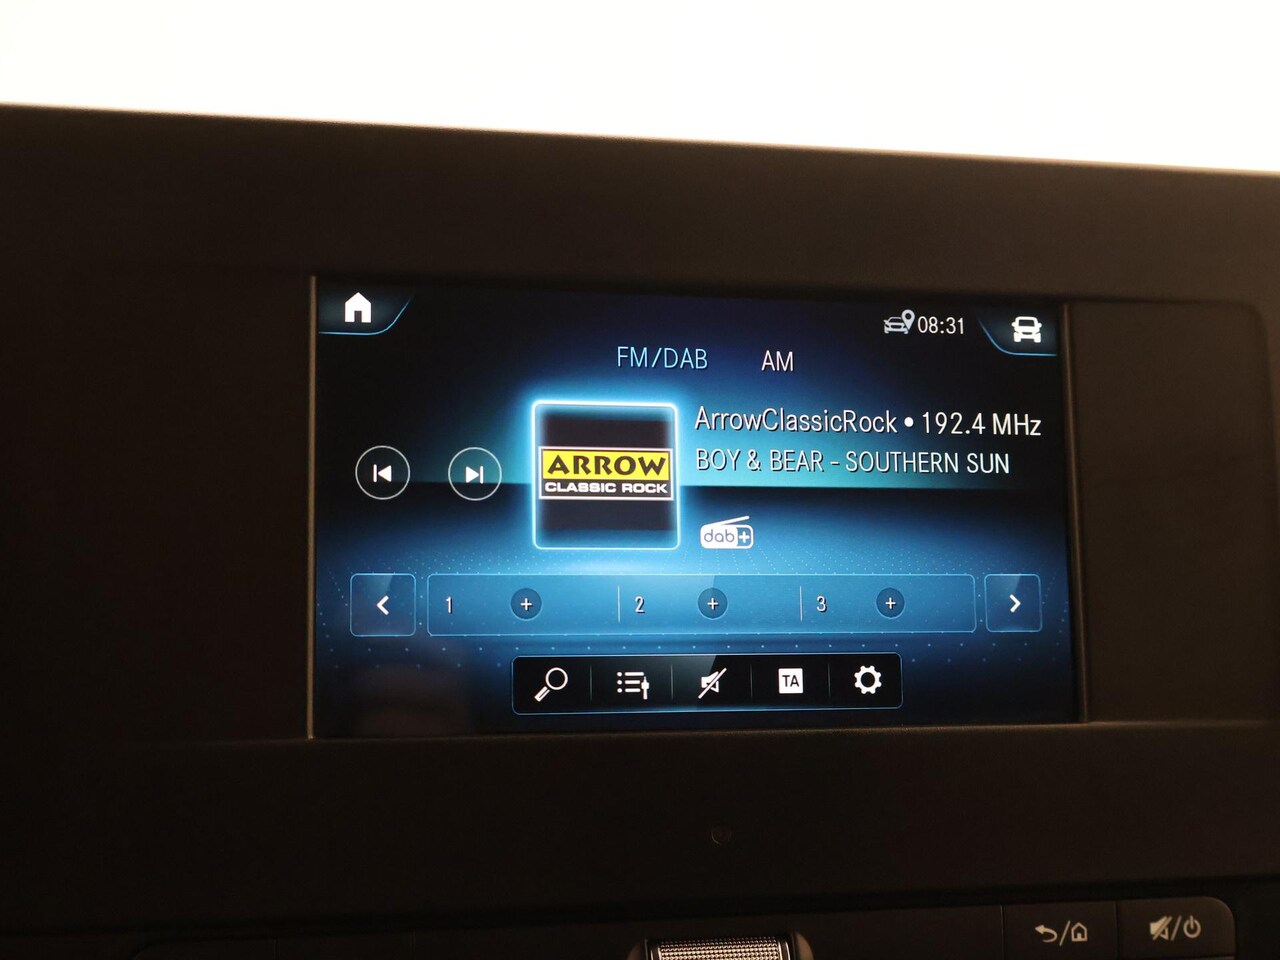 08:31
FM/DAB AM
ArrowClassicRock • 192.4 MHz
BOY & BEAR - SOUTHERN SUN
ARROW
CLASSIC ROCK
dab+
1 + 2 + 3 +
TA